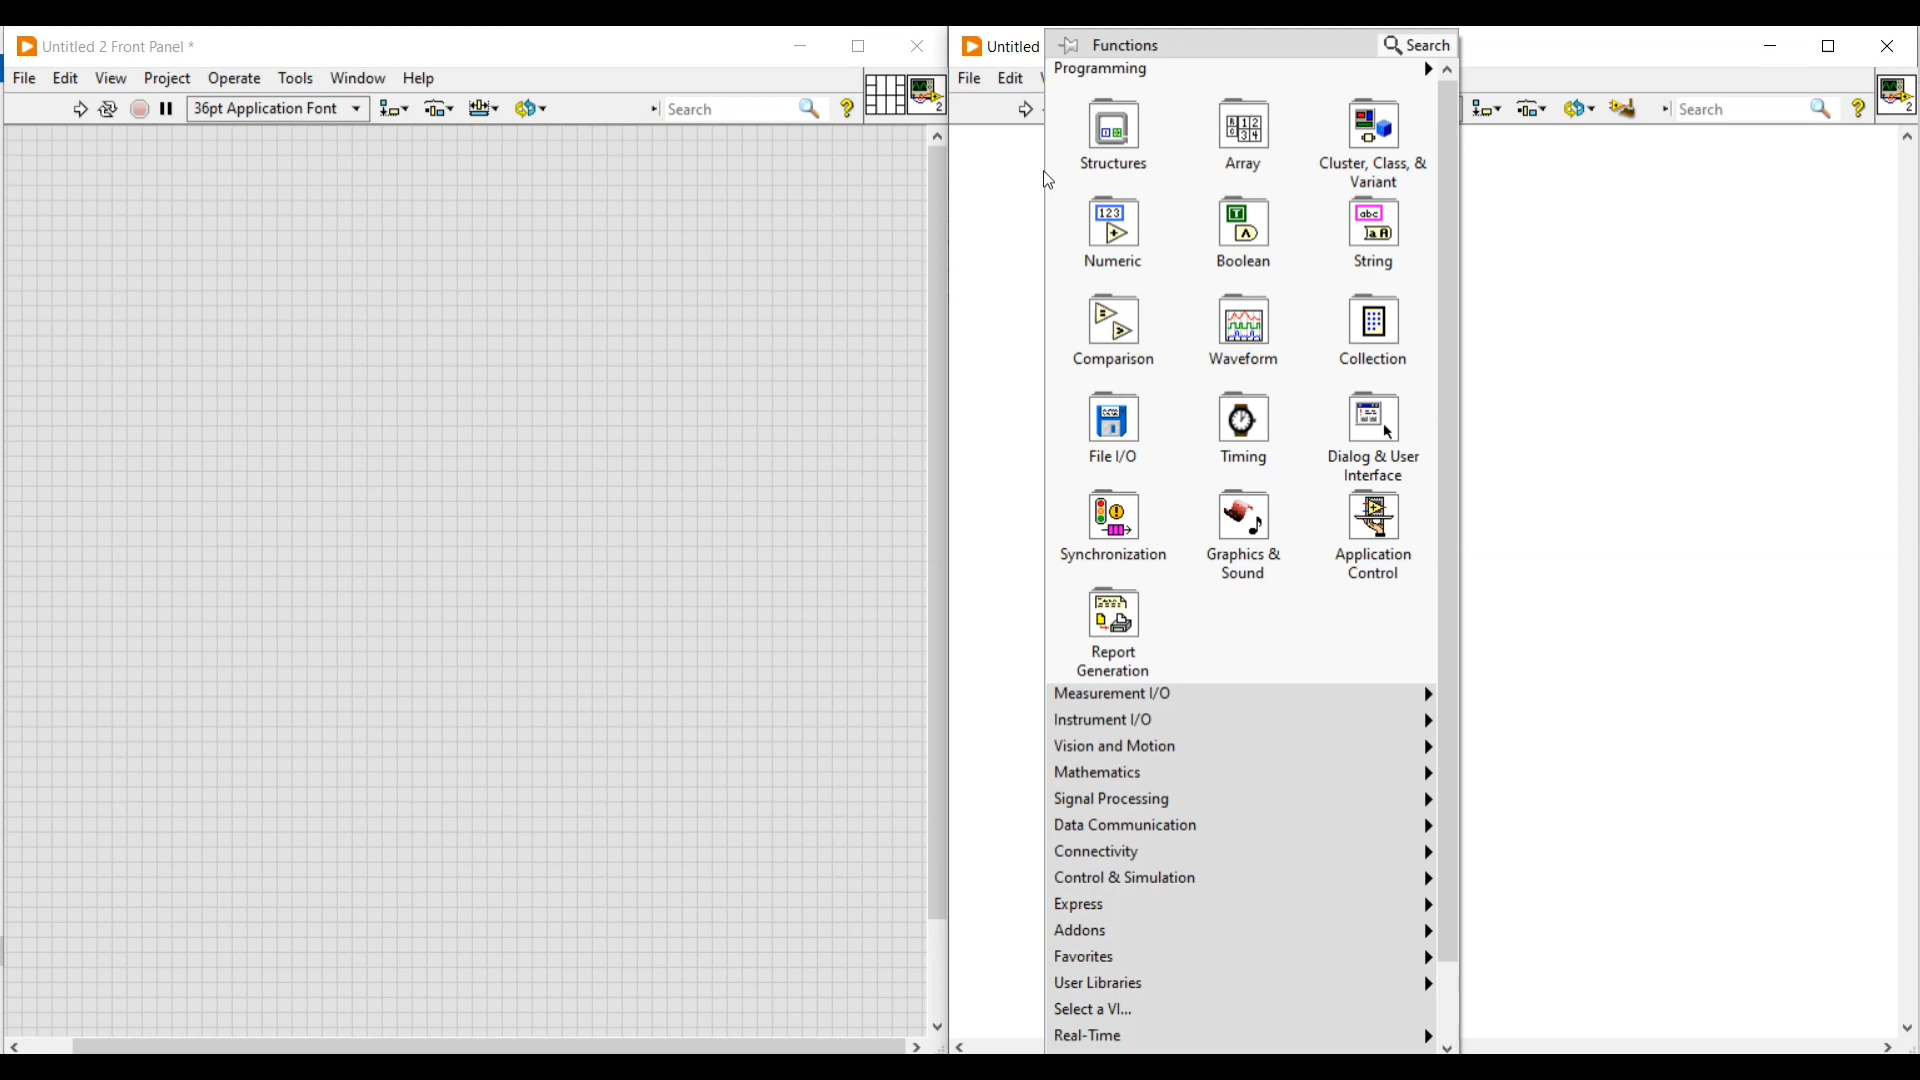 Untitled 2 Front Panel *
File Edit View Project Operate Tools Window Help
36pt Application Font
Search
2
Untitled
File Edit
Search
2
Functions
Search
Programming
Structures
Array
Cluster, Class, &
Variant
Numeric
Boolean
String
Comparison
Waveform
Collection
File I/O
Timing
Dialog & User
Interface
Synchronization
Graphics &
Sound
Application
Control
Report
Generation
Measurement I/O
Instrument I/O
Vision and Motion
Mathematics
Signal Processing
Data Communication
Connectivity
Control & Simulation
Express
Addons
Favorites
User Libraries
Select a VI...
Real-Time